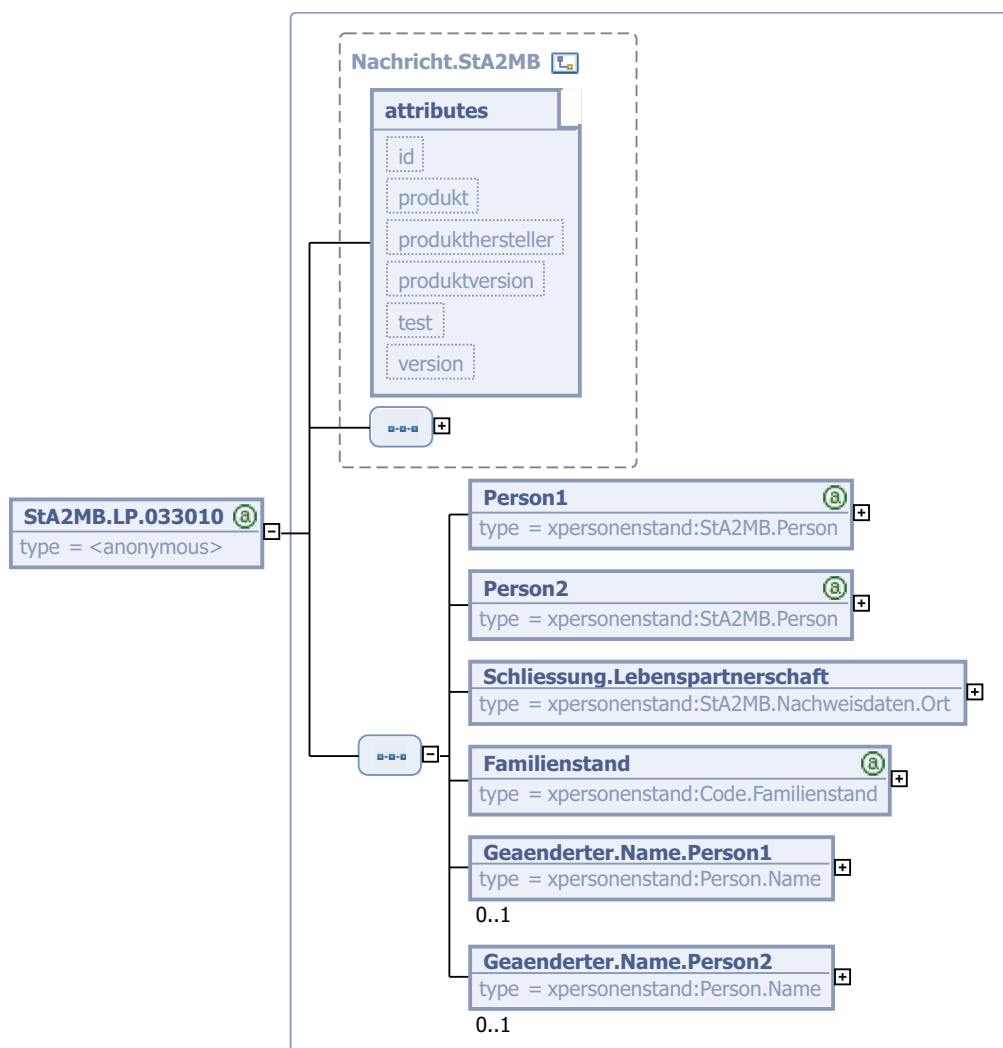 Nachricht.StA2MB
attributes
id
produkt
produkthersteller
produktversion
test
version
StA2MB.LP.033010
type = <anonymous>
Person1
type = xpersonenstand:StA2MB.Person
Person2
type = xpersonenstand:StA2MB.Person
Schliessung.Lebenspartnerschaft
type = xpersonenstand:StA2MB.Nachweisdaten.Ort
Familienstand
type = xpersonenstand:Code.Familienstand
Geaenderter.Name.Person1
type = xpersonenstand:Person.Name
0..1
Geaenderter.Name.Person2
type = xpersonenstand:Person.Name
0..1